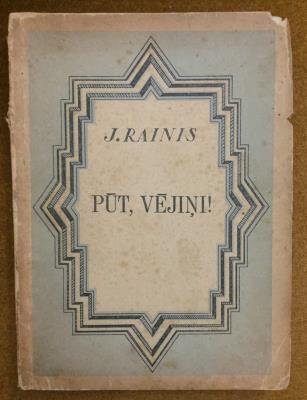 J. RAINIS
PŪT, VĒJIŅI!